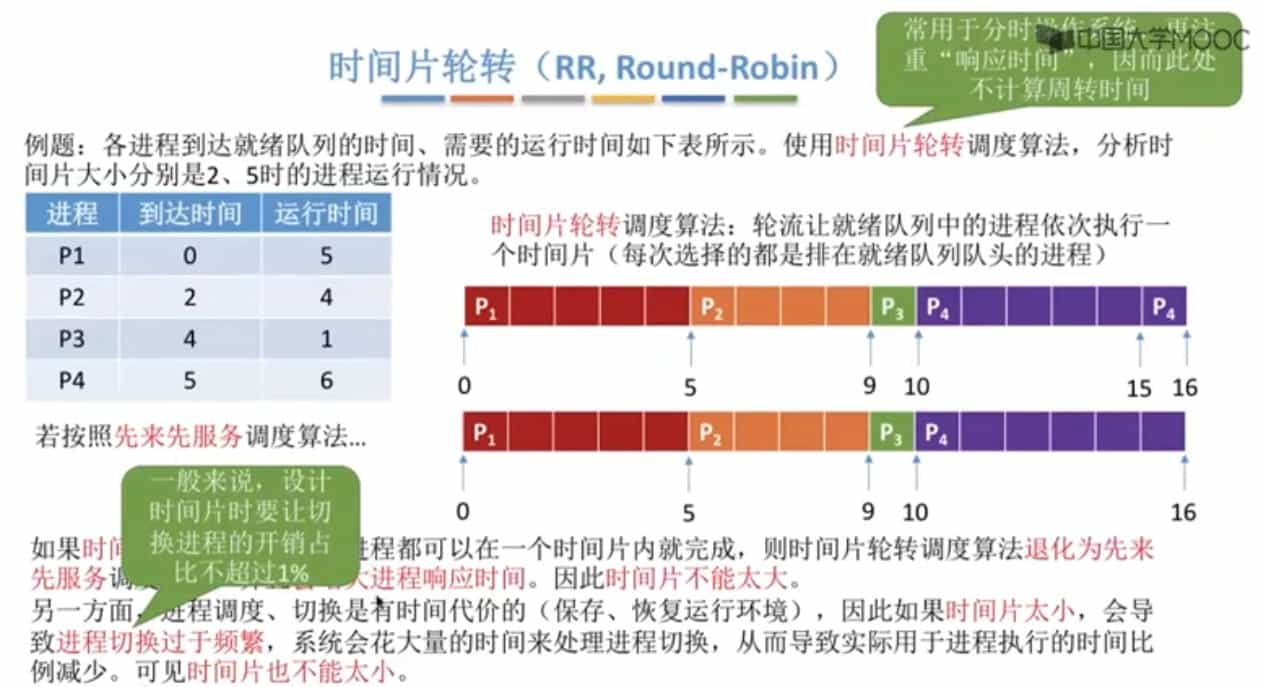 时间片轮转（RR, Round-Robin）
常用于分时操作系统，更注
重“响应时间”，因而此处
不计算周转时间
中国大学MOOC
例题：各进程到达就绪队列的时间、需要的运行时间如下表所示。使用时间片轮转调度算法，分析时
间片大小分别是2、5时的进程运行情况。
进程 到达时间 运行时间
P1 0 5
P2 2 4
P3 4 1
P4 5 6
时间片轮转调度算法：轮流让就绪队列中的进程依次执行一
个时间片（每次选择的都是排在就绪队列队头的进程）
P1 P2 P3 P4 P4
0 5 9 10 15 16
若按照先来先服务调度算法...
P1 P2 P3 P4
0 5 9 10 16
一般来说，设计
时间片时要让切
换进程的开销占
比不超过1%
如果时间 进程都可以在一个时间片内就完成，则时间片轮转调度算法退化为先来
先服务调 大进程响应时间。因此时间片不能太大。
另一方面，进程调度、切换是有时间代价的（保存、恢复运行环境），因此如果时间片太小，会导
致进程切换过于频繁，系统会花大量的时间来处理进程切换，从而导致实际用于进程执行的时间比
例减少。可见时间片也不能太小。